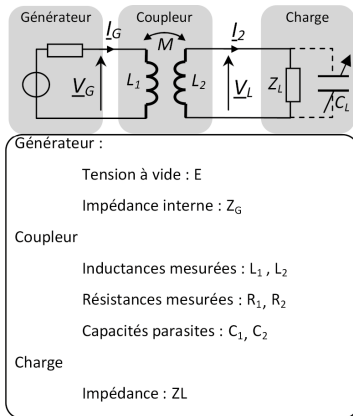 Générateur Coupleur Charge
I_G M I_2
V_G L_1 L_2 V_L Z_L C_L
Générateur :
Tension à vide : E
Impédance interne : Z_G
Coupleur
Inductances mesurées : L_1 , L_2
Résistances mesurées : R_1, R_2
Capacités parasites : C_1, C_2
Charge
Impédance : ZL